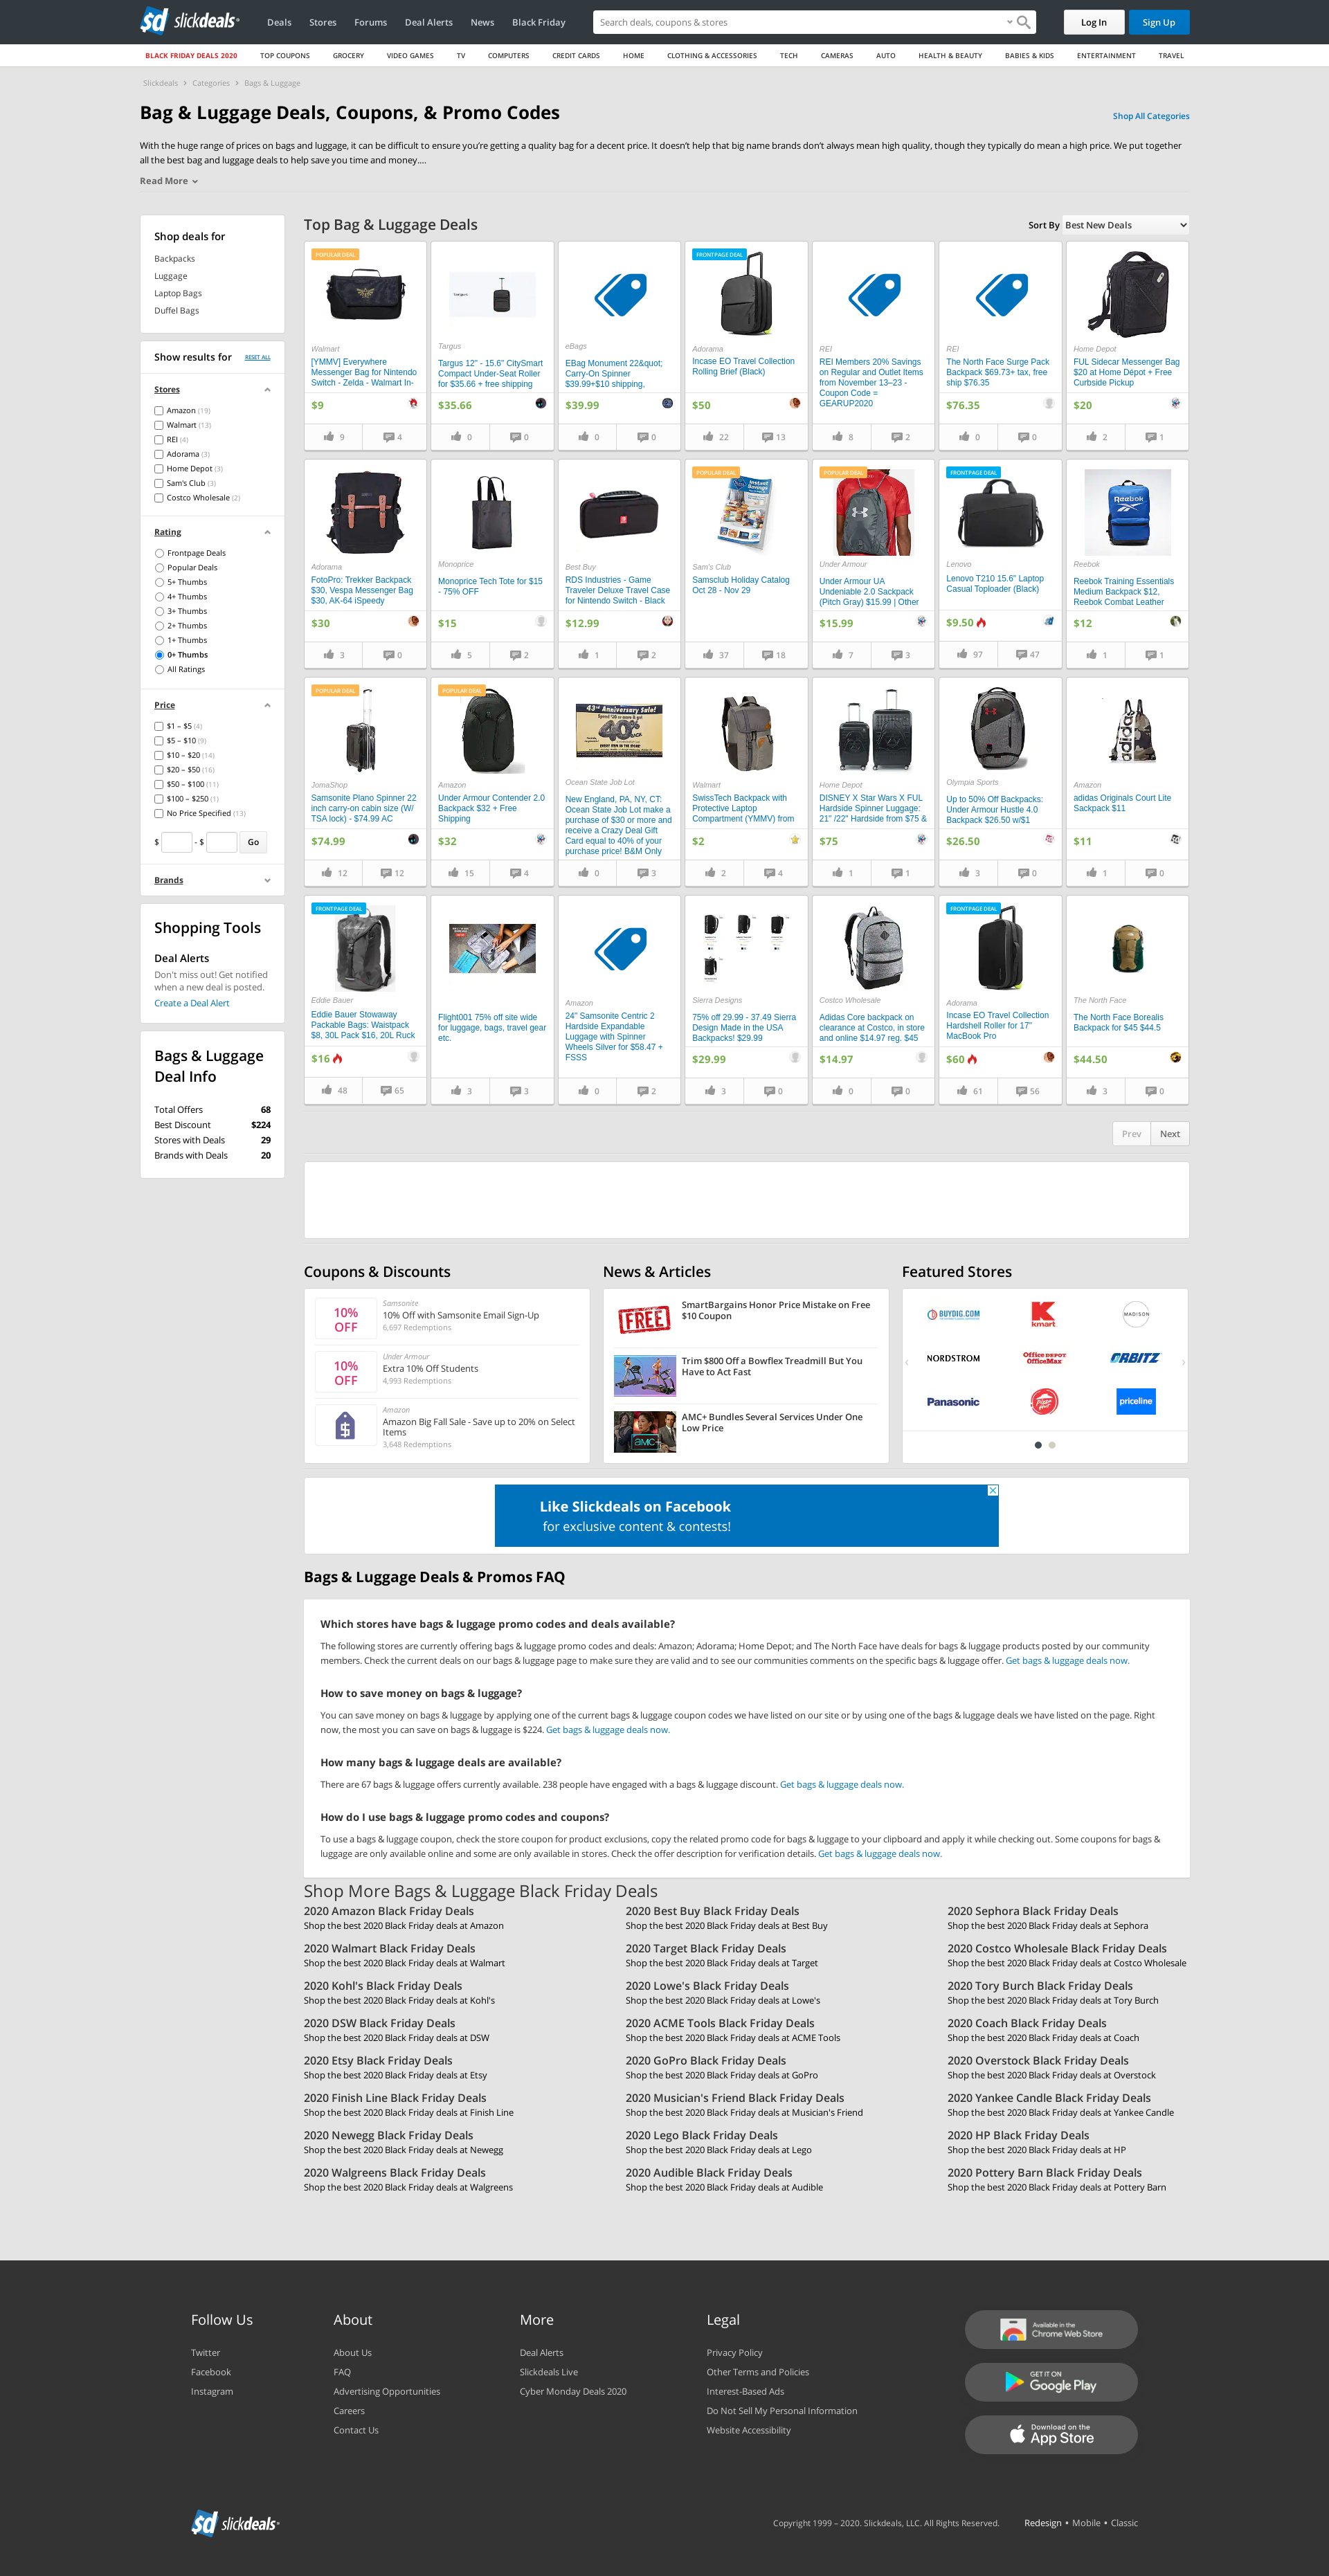 slickdeals
Deals
Stores
Forums
Deal Alerts
News
Black Friday
Search deals, coupons & stores
Log In
Sign Up
BLACK FRIDAY DEALS 2020
TOP COUPONS
GROCERY
VIDEO GAMES
TV
COMPUTERS
CREDIT CARDS
HOME
CLOTHING & ACCESSORIES
TECH
CAMERAS
AUTO
HEALTH & BEAUTY
BABIES & KIDS
ENTERTAINMENT
TRAVEL
Slickdeals > Categories > Bags & Luggage
Bag & Luggage Deals, Coupons, & Promo Codes
Shop All Categories
With the huge range of prices on bags and luggage, it can be difficult to ensure you're getting a quality bag for a decent price. It doesn't help that big name brands don't always mean high quality, though they typically do mean a high price. We put together
all the best bag and luggage deals to help save you time and money....
Read More
Shop deals for
Backpacks
Luggage
Laptop Bags
Duffel Bags
Show results for
RESET ALL
Stores
Amazon (19)
Walmart (13)
REI (4)
Adorama (3)
Home Depot (3)
Sam's Club (3)
Costco Wholesale (2)
Rating
Frontpage Deals
Popular Deals
5+ Thumbs
4+ Thumbs
3+ Thumbs
2+ Thumbs
1+ Thumbs
0+ Thumbs
All Ratings
Price
$1 – $5 (4)
$5 – $10 (9)
$10 – $20 (14)
$20 – $50 (16)
$50 – $100 (11)
$100 – $250 (1)
No Price Specified (13)
$ - $ Go
Brands
Shopping Tools
Deal Alerts
Don't miss out! Get notified
when a new deal is posted.
Create a Deal Alert
Bags & Luggage
Deal Info
Total Offers 68
Best Discount $224
Stores with Deals 29
Brands with Deals 20
Top Bag & Luggage Deals
Sort By Best New Deals
POPULAR DEAL
Walmart
[YMMV] Everywhere
Messenger Bag for Nintendo
Switch - Zelda - Walmart In-
$9
9
4
Targus
Targus 12" - 15.6" CitySmart
Compact Under-Seat Roller
for $35.66 + free shipping
$35.66
0
0
eBags
EBag Monument 22&quot;
Carry-On Spinner
$39.99+$10 shipping,
$39.99
0
0
FRONTPAGE DEAL
Adorama
Incase EO Travel Collection
Rolling Brief (Black)
$50
22
13
REI
REI Members 20% Savings
on Regular and Outlet Items
from November 13–23 -
Coupon Code =
GEARUP2020
8
2
REI
The North Face Surge Pack
Backpack $69.73+ tax, free
ship $76.35
$76.35
0
0
Home Depot
FUL Sidecar Messenger Bag
$20 at Home Depot + Free
Curbside Pickup
$20
2
1
Adorama
FotoPro: Trekker Backpack
$30, Vespa Messenger Bag
$30, AK-64 iSpeedy
$30
3
0
Monoprice
Monoprice Tech Tote for $15
- 75% OFF
$15
5
2
Best Buy
RDS Industries - Game
Traveler Deluxe Travel Case
for Nintendo Switch - Black
$12.99
1
2
POPULAR DEAL
Instant
Savings
Sam's Club
Samsclub Holiday Catalog
Oct 28 - Nov 29
37
18
POPULAR DEAL
Under Armour
Under Armour UA
Undeniable 2.0 Sackpack
(Pitch Gray) $15.99 | Other
$15.99
7
3
FRONTPAGE DEAL
Lenovo
Lenovo T210 15.6" Laptop
Casual Toploader (Black)
$9.50
97
47
Reebok
Reebok
Reebok Training Essentials
Medium Backpack $12,
Reebok Combat Leather
$12
1
1
POPULAR DEAL
JomaShop
Samsonite Plano Spinner 22
inch carry-on cabin size (W/
TSA lock) - $74.99 AC
$74.99
12
12
POPULAR DEAL
Amazon
Under Armour Contender 2.0
Backpack $32 + Free
Shipping
$32
15
4
43rd Anniversary Sale!
40%
Ocean State Job Lot
New England, PA, NY, CT:
Ocean State Job Lot make a
purchase of $30 or more and
receive a Crazy Deal Gift
Card equal to 40% of your
purchase price! B&M Only
0
3
Walmart
SwissTech Backpack with
Protective Laptop
Compartment (YMMV) from
$2
2
4
Home Depot
DISNEY X Star Wars X FUL
Hardside Spinner Luggage:
21" /22" Hardside from $75 &
$75
1
1
Olympia Sports
Up to 50% Off Backpacks:
Under Armour Hustle 4.0
Backpack $26.50 w/$1
$26.50
3
0
Amazon
adidas Originals Court Lite
Sackpack $11
$11
1
0
FRONTPAGE DEAL
Eddie Bauer
Eddie Bauer Stowaway
Packable Bags: Waistpack
$8, 30L Pack $16, 20L Ruck
$16
48
65
Flight001 75% off site wide
for luggage, bags, travel gear
etc.
3
3
Amazon
24" Samsonite Centric 2
Hardside Expandable
Luggage with Spinner
Wheels Silver for $58.47 +
FSSS
0
2
Sierra Designs
75% off 29.99 - 37.49 Sierra
Design Made in the USA
Backpacks! $29.99
$29.99
3
0
Costco Wholesale
Adidas Core backpack on
clearance at Costco, in store
and online $14.97 reg. $45
$14.97
0
0
FRONTPAGE DEAL
Adorama
Incase EO Travel Collection
Hardshell Roller for 17"
MacBook Pro
$60
61
56
The North Face
The North Face Borealis
Backpack for $45 $44.5
$44.50
3
0
Prev
Next
Coupons & Discounts
10%
OFF
Samsonite
10% Off with Samsonite Email Sign-Up
6,697 Redemptions
10%
OFF
Under Armour
Extra 10% Off Students
4,993 Redemptions
Amazon
Amazon Big Fall Sale - Save up to 20% on Select
Items
3,648 Redemptions
News & Articles
FREE
SmartBargains Honor Price Mistake on Free
$10 Coupon
Trim $800 Off a Bowflex Treadmill But You
Have to Act Fast
AMC+
AMC+ Bundles Several Services Under One
Low Price
Featured Stores
BUYDIG.COM
kmart
MADISON
NORDSTROM
Office DEPOT
OfficeMax
ORBITZ
Panasonic
Pizza Hut
priceline
Like Slickdeals on Facebook
for exclusive content & contests!
Bags & Luggage Deals & Promos FAQ
Which stores have bags & luggage promo codes and deals available?
The following stores are currently offering bags & luggage promo codes and deals: Amazon; Adorama; Home Depot; and The North Face have deals for bags & luggage products posted by our community
members. Check the current deals on our bags & luggage page to make sure they are valid and to see our communities comments on the specific bags & luggage offer. Get bags & luggage deals now.
How to save money on bags & luggage?
You can save money on bags & luggage by applying one of the current bags & luggage coupon codes we have listed on our site or by using one of the bags & luggage deals we have listed on the page. Right
now, the most you can save on bags & luggage is $224. Get bags & luggage deals now.
How many bags & luggage deals are available?
There are 67 bags & luggage offers currently available. 238 people have engaged with a bags & luggage discount. Get bags & luggage deals now.
How do I use bags & luggage promo codes and coupons?
To use a bags & luggage coupon, check the store coupon for product exclusions, copy the related promo code for bags & luggage to your clipboard and apply it while checking out. Some coupons for bags &
luggage are only available online and some are only available in stores. Check the offer description for verification details. Get bags & luggage deals now.
Shop More Bags & Luggage Black Friday Deals
2020 Amazon Black Friday Deals
Shop the best 2020 Black Friday deals at Amazon
2020 Best Buy Black Friday Deals
Shop the best 2020 Black Friday deals at Best Buy
2020 Sephora Black Friday Deals
Shop the best 2020 Black Friday deals at Sephora
2020 Walmart Black Friday Deals
Shop the best 2020 Black Friday deals at Walmart
2020 Target Black Friday Deals
Shop the best 2020 Black Friday deals at Target
2020 Costco Wholesale Black Friday Deals
Shop the best 2020 Black Friday deals at Costco Wholesale
2020 Kohl's Black Friday Deals
Shop the best 2020 Black Friday deals at Kohl's
2020 Lowe's Black Friday Deals
Shop the best 2020 Black Friday deals at Lowe's
2020 Tory Burch Black Friday Deals
Shop the best 2020 Black Friday deals at Tory Burch
2020 DSW Black Friday Deals
Shop the best 2020 Black Friday deals at DSW
2020 ACME Tools Black Friday Deals
Shop the best 2020 Black Friday deals at ACME Tools
2020 Coach Black Friday Deals
Shop the best 2020 Black Friday deals at Coach
2020 Etsy Black Friday Deals
Shop the best 2020 Black Friday deals at Etsy
2020 GoPro Black Friday Deals
Shop the best 2020 Black Friday deals at GoPro
2020 Overstock Black Friday Deals
Shop the best 2020 Black Friday deals at Overstock
2020 Finish Line Black Friday Deals
Shop the best 2020 Black Friday deals at Finish Line
2020 Musician's Friend Black Friday Deals
Shop the best 2020 Black Friday deals at Musician's Friend
2020 Yankee Candle Black Friday Deals
Shop the best 2020 Black Friday deals at Yankee Candle
2020 Newegg Black Friday Deals
Shop the best 2020 Black Friday deals at Newegg
2020 Lego Black Friday Deals
Shop the best 2020 Black Friday deals at Lego
2020 HP Black Friday Deals
Shop the best 2020 Black Friday deals at HP
2020 Walgreens Black Friday Deals
Shop the best 2020 Black Friday deals at Walgreens
2020 Audible Black Friday Deals
Shop the best 2020 Black Friday deals at Audible
2020 Pottery Barn Black Friday Deals
Shop the best 2020 Black Friday deals at Pottery Barn
Follow Us
Twitter
Facebook
Instagram
About
About Us
FAQ
Advertising Opportunities
Careers
Contact Us
More
Deal Alerts
Slickdeals Live
Cyber Monday Deals 2020
Legal
Privacy Policy
Other Terms and Policies
Interest-Based Ads
Do Not Sell My Personal Information
Website Accessibility
Available in the
Chrome Web Store
GET IT ON
Google Play
Download on the
App Store
slickdeals
Copyright 1999 – 2020. Slickdeals, LLC. All Rights Reserved.
Redesign • Mobile • Classic